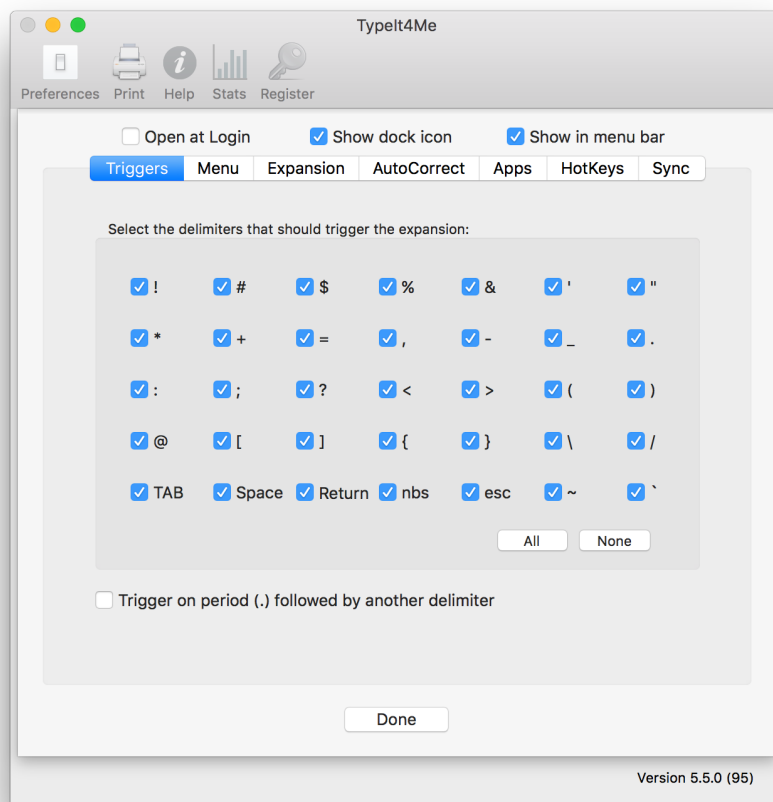 TypeIt4Me
Preferences Print Help Stats Register
Open at Login Show dock icon Show in menu bar
Triggers Menu Expansion AutoCorrect Apps HotKeys Sync
Select the delimiters that should trigger the expansion:
! # $ % & ' "
* + = , - _ .
: ; ? < > ( )
@ [ ] { } \ /
TAB Space Return nbs esc ~ `
All None
Trigger on period (.) followed by another delimiter
Done
Version 5.5.0 (95)